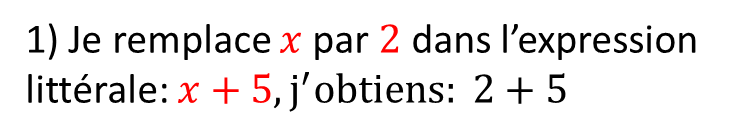 1) Je remplace x par 2 dans l’expression
littérale: x + 5, j′obtiens: 2 + 5